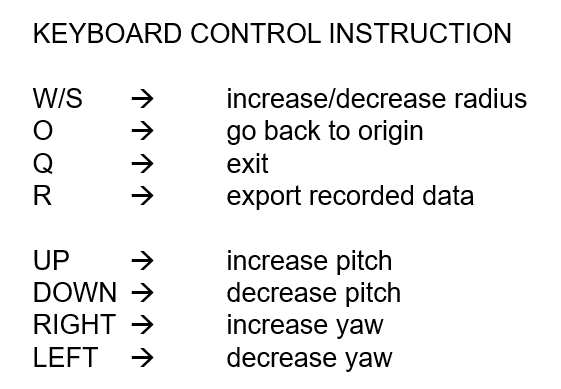 KEYBOARD CONTROL INSTRUCTION
W/S → increase/decrease radius
O → go back to origin
Q → exit
R → export recorded data
UP → increase pitch
DOWN → decrease pitch
RIGHT → increase yaw
LEFT → decrease yaw